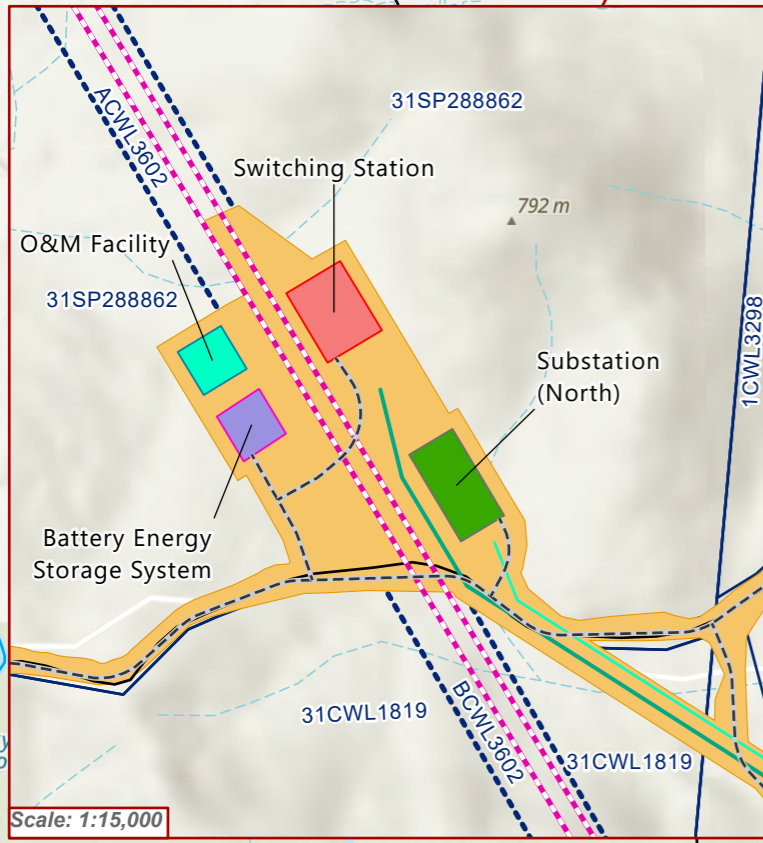 31SP288862
ACWL3602
Switching Station
792 m
O&M Facility
31SP288862
1CWL3298
Substation
(North)
Battery Energy
Storage System
31CWL1819
BCWL3602
31CWL1819
Scale: 1:15,000